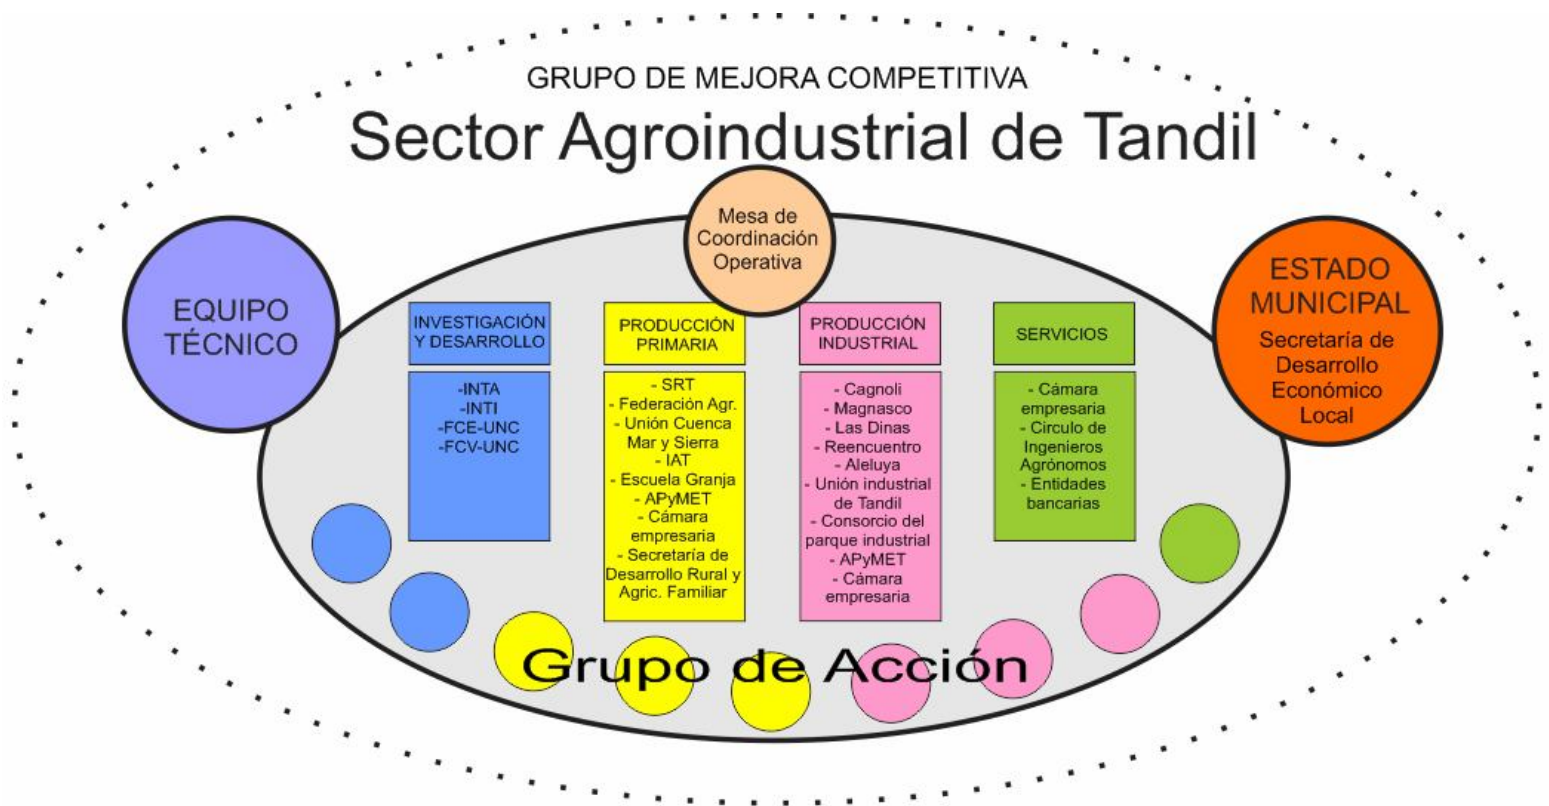 GRUPO DE MEJORA COMPETITIVA
Sector Agroindustrial de Tandil
Mesa de
Coordinación
Operativa
EQUIPO
TÉCNICO
ESTADO
MUNICIPAL
Secretaría de
Desarrollo
Económico
Local
INVESTIGACIÓN
Y DESARROLLO
-INTA
-INTI
-FCE-UNC
-FCV-UNC
PRODUCCIÓN
PRIMARIA
- SRT
- Federación Agr.
- Unión Cuenca
Mar y Sierra
- IAT
- Escuela Granja
- APyMET
- Cámara
empresaria
- Secretaría de
Desarrollo Rural y
Agric. Familiar
PRODUCCIÓN
INDUSTRIAL
- Cagnoli
- Magnasco
- Las Dinas
- Reencuentro
- Aleluya
- Unión industrial
de Tandil
- Consorcio del
parque industrial
- APyMET
- Cámara
empresaria
SERVICIOS
- Cámara
empresaria
- Circulo de
Ingenieros
Agrónomos
- Entidades
bancarias
Grupo de Acción